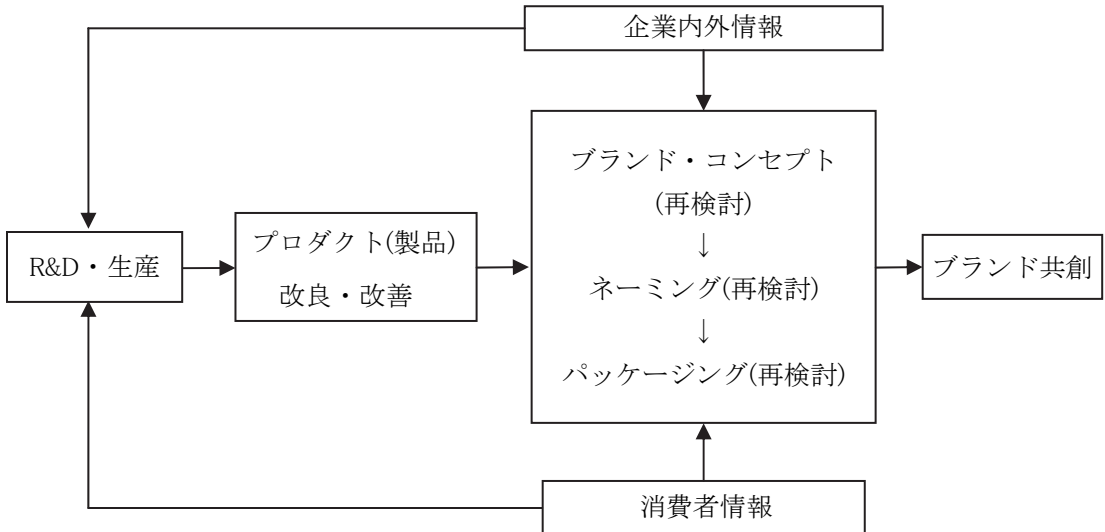 企業内外情報
ブランド・コンセプト
(再検討)
↓
ネーミング(再検討)
↓
パッケージング(再検討)
R&D・生産
プロダクト(製品)
改良・改善
ブランド共創
消費者情報